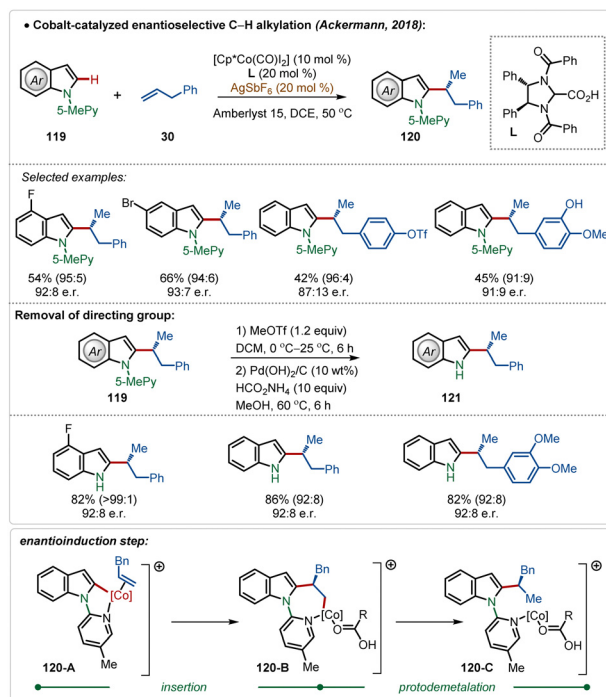 • Cobalt-catalyzed enantioselective C–H alkylation (Ackermann, 2018):
Ar
H
N
5-MePy
119
+
Ph
30
[Cp*Co(CO)I₂] (10 mol %)
L (20 mol %)
AgSbF₆ (20 mol %)
Amberlyst 15, DCE, 50 °C
Ar
Me
N
Ph
5-MePy
120
O
Ph
Ph
N
CO₂H
Ph
N
Ph
O
L
Selected examples:
F
Me
N
Ph
5-MePy
54% (95:5)
92:8 e.r.
Br
Me
N
Ph
5-MePy
66% (94:6)
93:7 e.r.
Me
N
OTf
5-MePy
42% (96:4)
87:13 e.r.
Me
OH
N
OMe
5-MePy
45% (91:9)
91:9 e.r.
Removal of directing group:
Ar
Me
N
Ph
5-MePy
119
1) MeOTf (1.2 equiv)
DCM, 0 °C–25 °C, 6 h
2) Pd(OH)₂/C (10 wt%)
HCO₂NH₄ (10 equiv)
MeOH, 60 °C, 6 h
Ar
Me
N
H
Ph
121
F
Me
N
H
Ph
82% (>99:1)
92:8 e.r.
Me
N
H
Ph
86% (92:8)
92:8 e.r.
Me
OMe
N
H
OMe
82% (92:8)
92:8 e.r.
enantioinduction step:
Bn
[Co]
N
N
Me
120-A
⊕
Bn
N
[Co]
N
R
O
OH
Me
120-B
⊕
Bn
Me
N
[Co]
N
R
O
OH
Me
120-C
⊕
insertion
protodemetalation